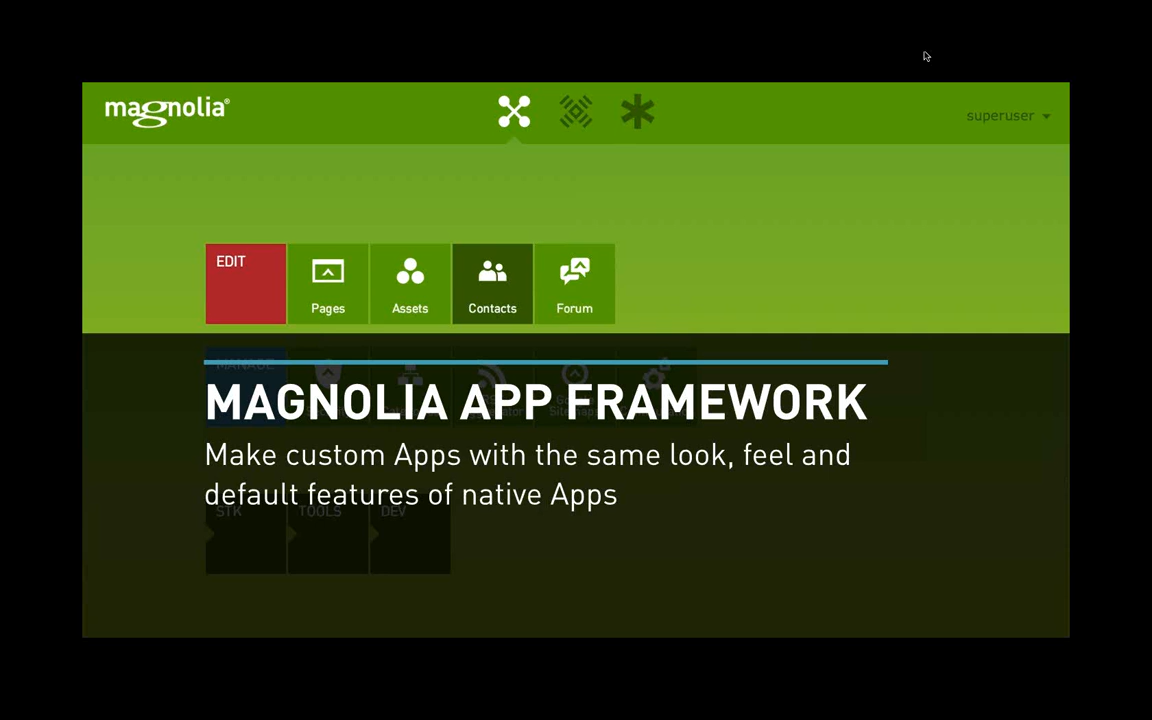 magnolia®
superuser
EDIT
Pages
Assets
Contacts
Forum
MANAGE
MAGNOLIA APP FRAMEWORK
Make custom Apps with the same look, feel and
default features of native Apps
STK
TOOLS
DEV